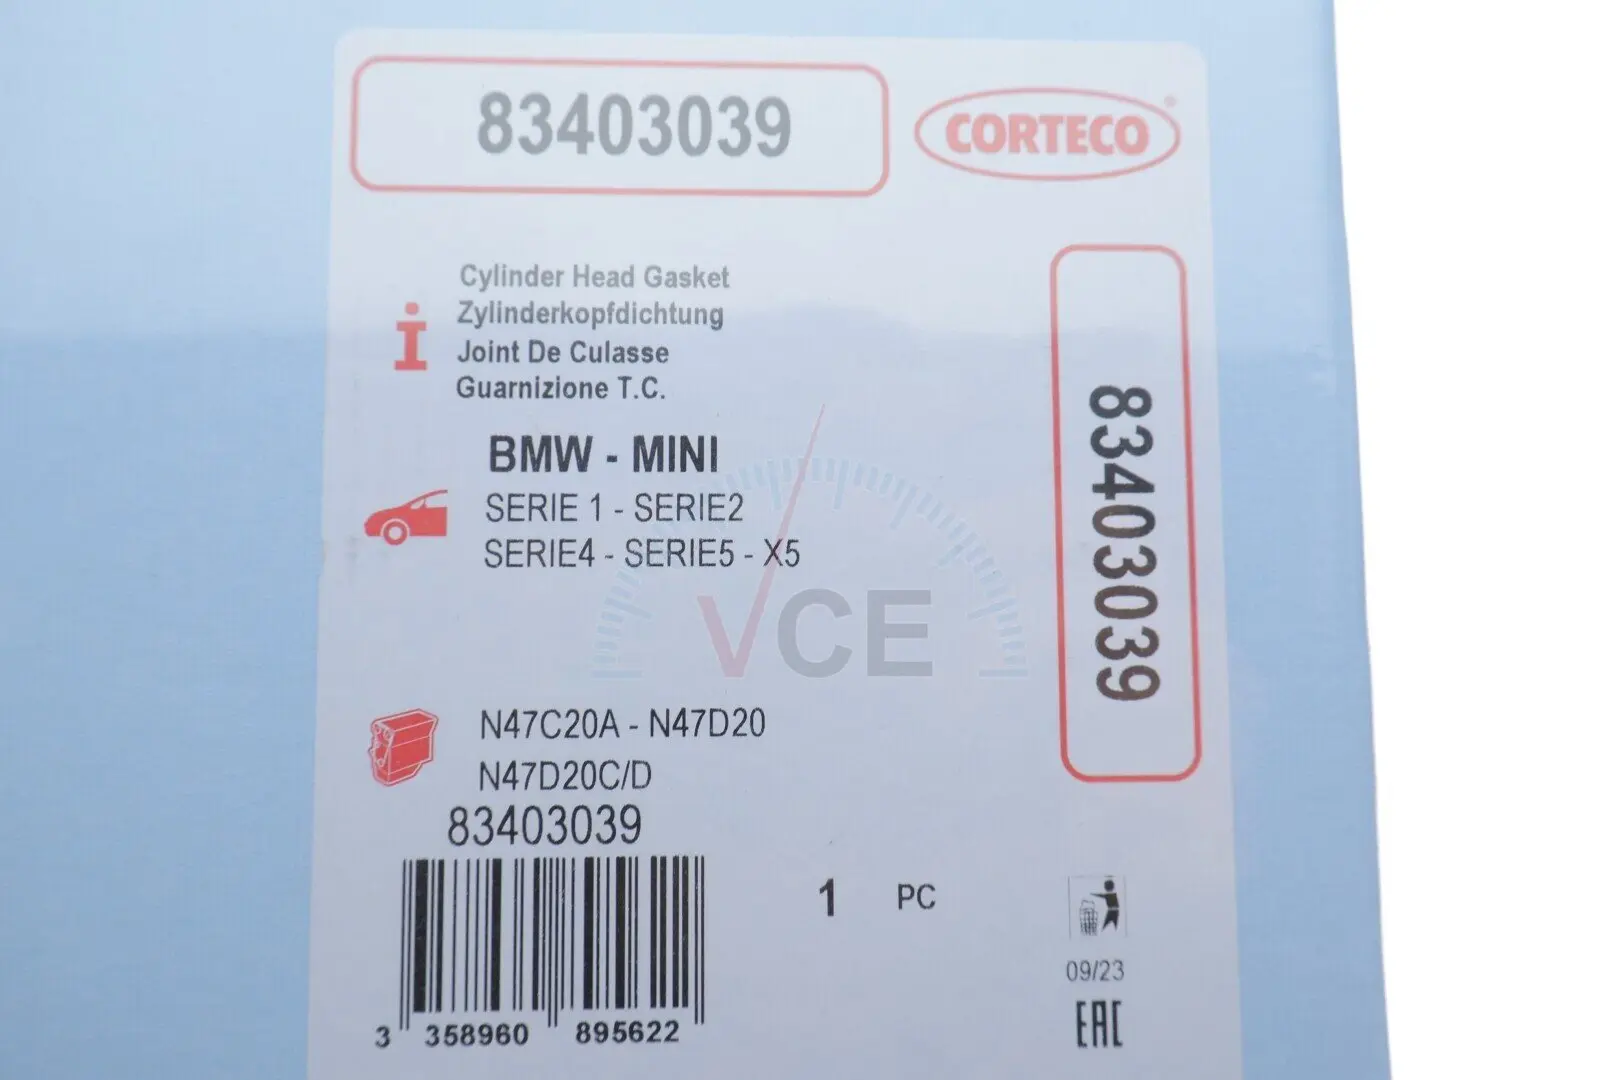 83403039
CORTECO
Cylinder Head Gasket
Zylinderkopfdichtung
Joint De Culasse
Guarnizione T.C.
83403039
BMW - MINI
SERIE 1 - SERIE2
SERIE4 - SERIE5 - X5
VCE
N47C20A - N47D20
N47D20C/D
83403039
1 PC
09/23
EAC
3 358960 895622